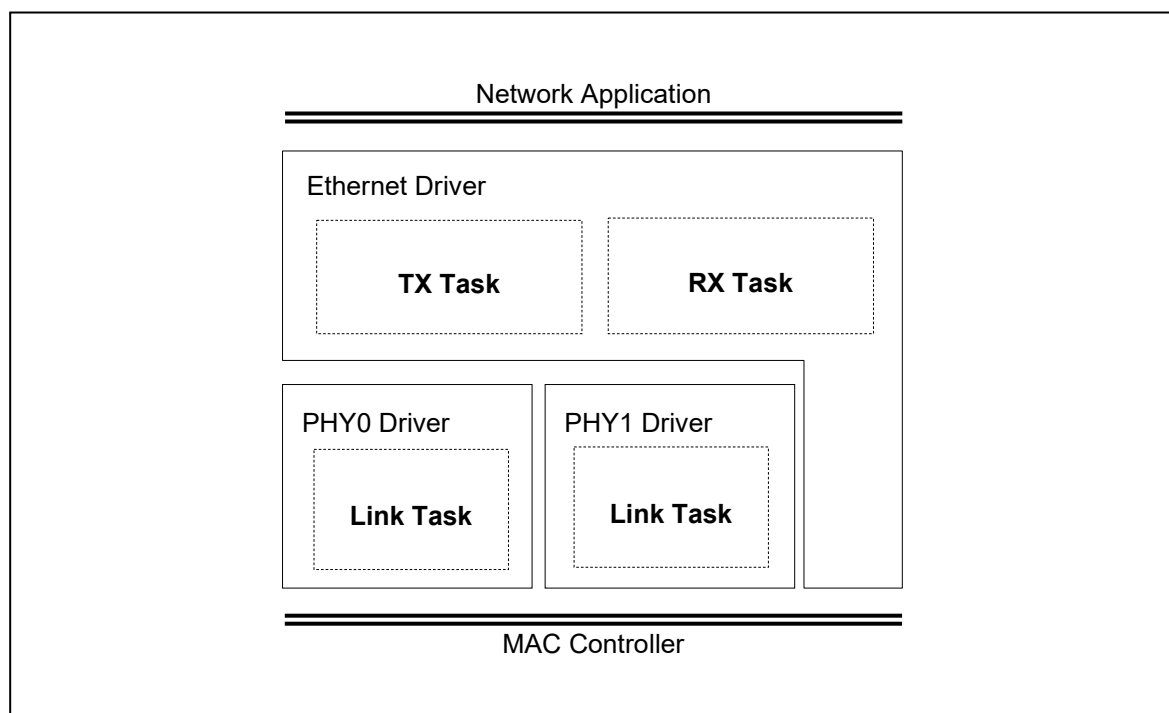 Network Application
Ethernet Driver
TX Task
RX Task
PHY0 Driver
PHY1 Driver
Link Task
Link Task
MAC Controller